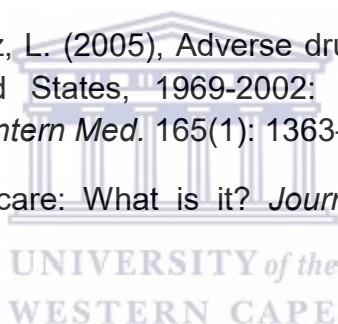 L. (2005), Adverse dru
States, 1969-2002:
ntern Med. 165(1): 1363-
care: What is it? Journ
UNIVERSITY of the
WESTERN CAPE